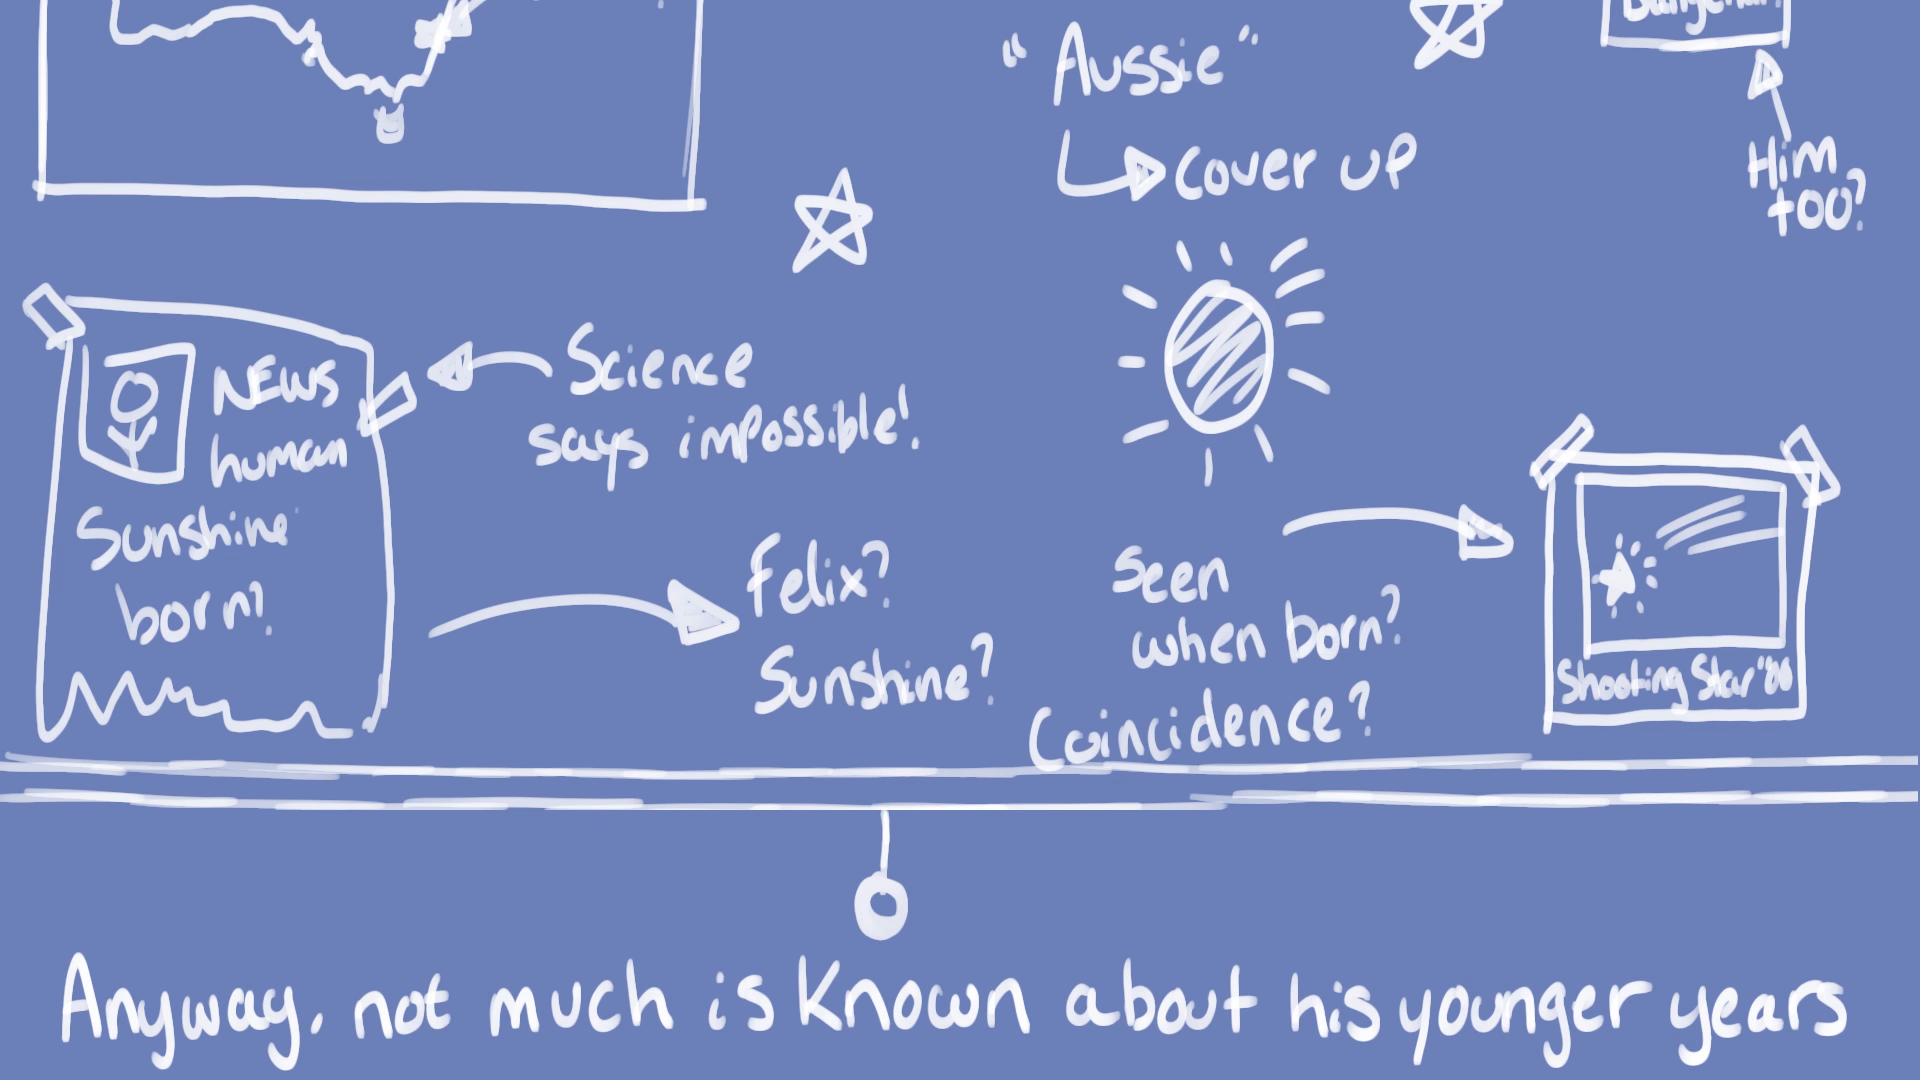 "Aussie"
cover up
Him
too?
NEWS
human
Sunshine
born?
Science
says impossible!
Felix?
Sunshine?
Seen
when born?
Coincidence?
Shooting Star
Anyway, not much is known about his younger years